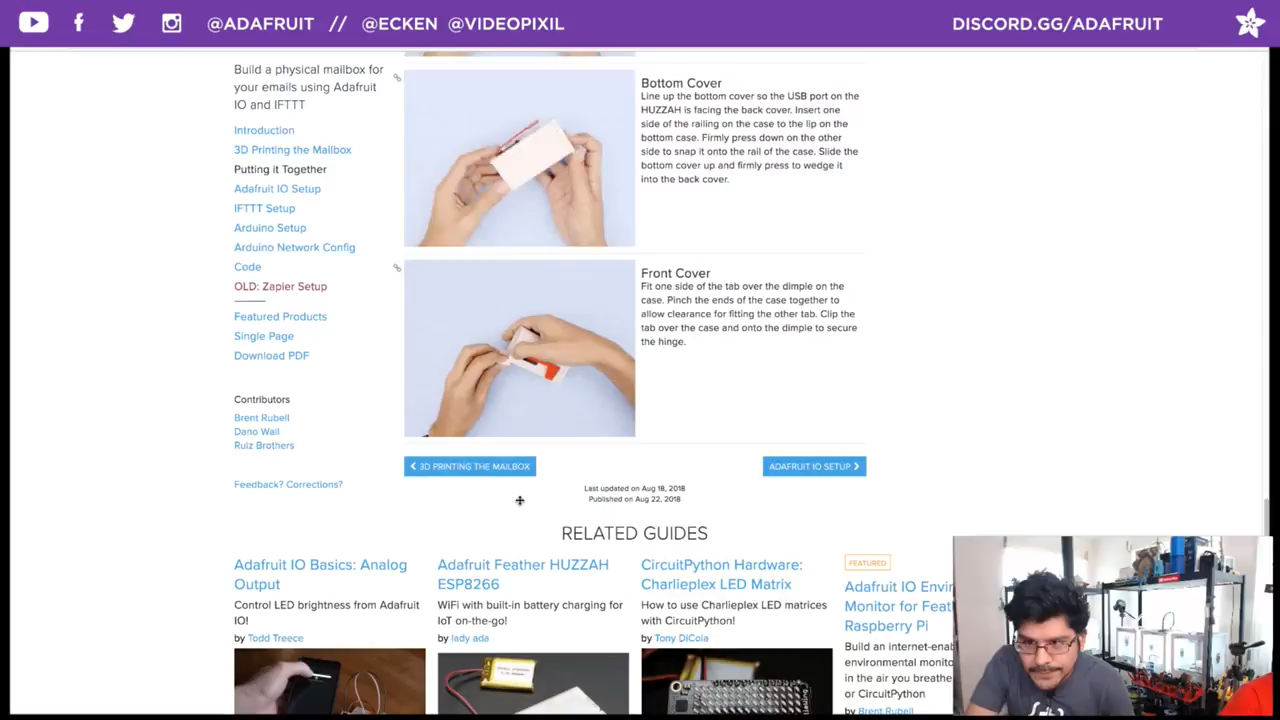 @ADAFRUIT // @ECKEN @VIDEOPIXIL
DISCORD.GG/ADAFRUIT
Build a physical mailbox for
your emails using Adafruit
IO and IFTTT
Introduction
3D Printing the Mailbox
Putting it Together
Adafruit IO Setup
IFTTT Setup
Arduino Setup
Arduino Network Config
Code
OLD: Zapier Setup
Featured Products
Single Page
Download PDF
Contributors
Brent Rubell
Dano Wall
Ruiz Brothers
Feedback? Corrections?
Bottom Cover
Line up the bottom cover so the USB port on the
HUZZAH is facing the back cover. Insert one
side of the railing on the case to the lip on the
bottom case. Firmly press down on the other
side to snap it onto the rail of the case. Slide the
bottom cover up and firmly press to wedge it
into the back cover.
Front Cover
Fit one side of the tab over the dimple on the
case. Pinch the ends of the case together to
allow clearance for fitting the other tab. Clip the
tab over the case and onto the dimple to secure
the hinge.
3D PRINTING THE MAILBOX
ADAFRUIT IO SETUP
Last updated on Aug 18, 2018
Published on Aug 22, 2018
RELATED GUIDES
Adafruit IO Basics: Analog
Output
Control LED brightness from Adafruit
IO!
by Todd Treece
Adafruit Feather HUZZAH
ESP8266
WiFi with built-in battery charging for
IoT on-the-go!
by lady ada
CircuitPython Hardware:
Charlieplex LED Matrix
How to use Charlieplex LED matrices
with CircuitPython!
by Tony DiCola
FEATURED
Adafruit IO Envi
Monitor for Feat
Raspberry Pi
Build an internet-enab
environmental monito
in the air you breathe
or CircuitPython
by Brent Rubell